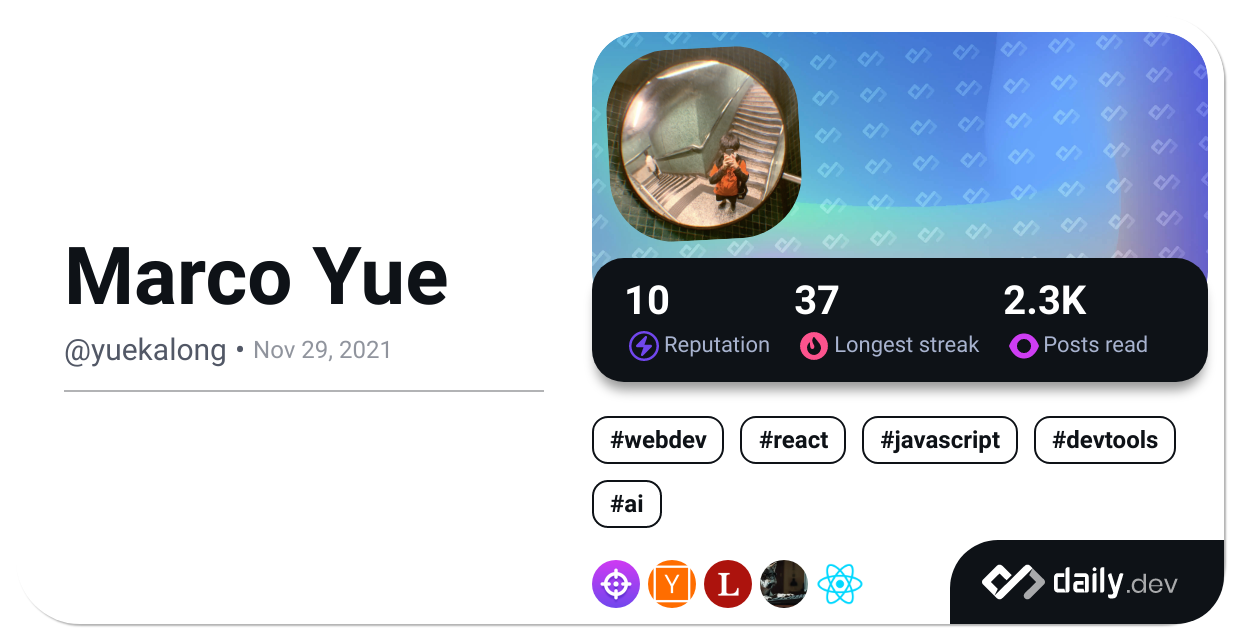 Marco Yue
@yuekalong • Nov 29, 2021
10 37 2.3K
Reputation Longest streak Posts read
#webdev #react #javascript #devtools
#ai
Y L
daily.dev